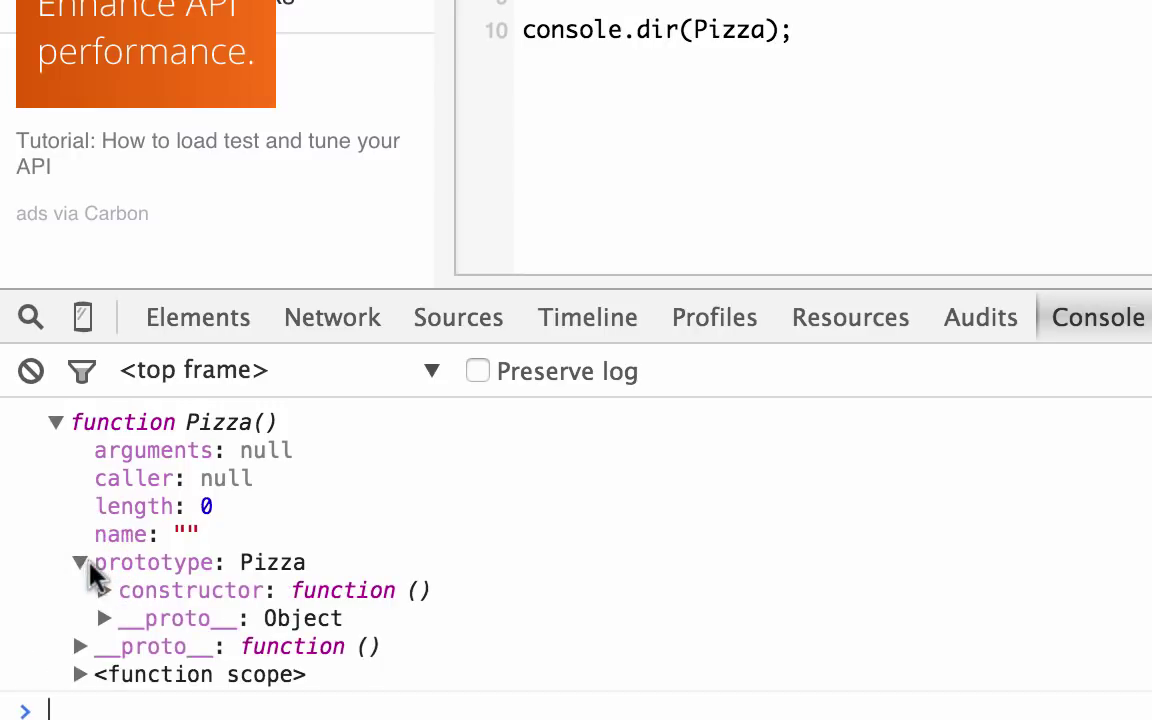 Enhance API
performance.
Tutorial: How to load test and tune your
API
ads via Carbon
10 console.dir(Pizza);
Elements Network Sources Timeline Profiles Resources Audits Console
<top frame> Preserve log
function Pizza()
arguments: null
caller: null
length: 0
name: ""
prototype: Pizza
constructor: function ()
__proto__: Object
__proto__: function ()
<function scope>
>